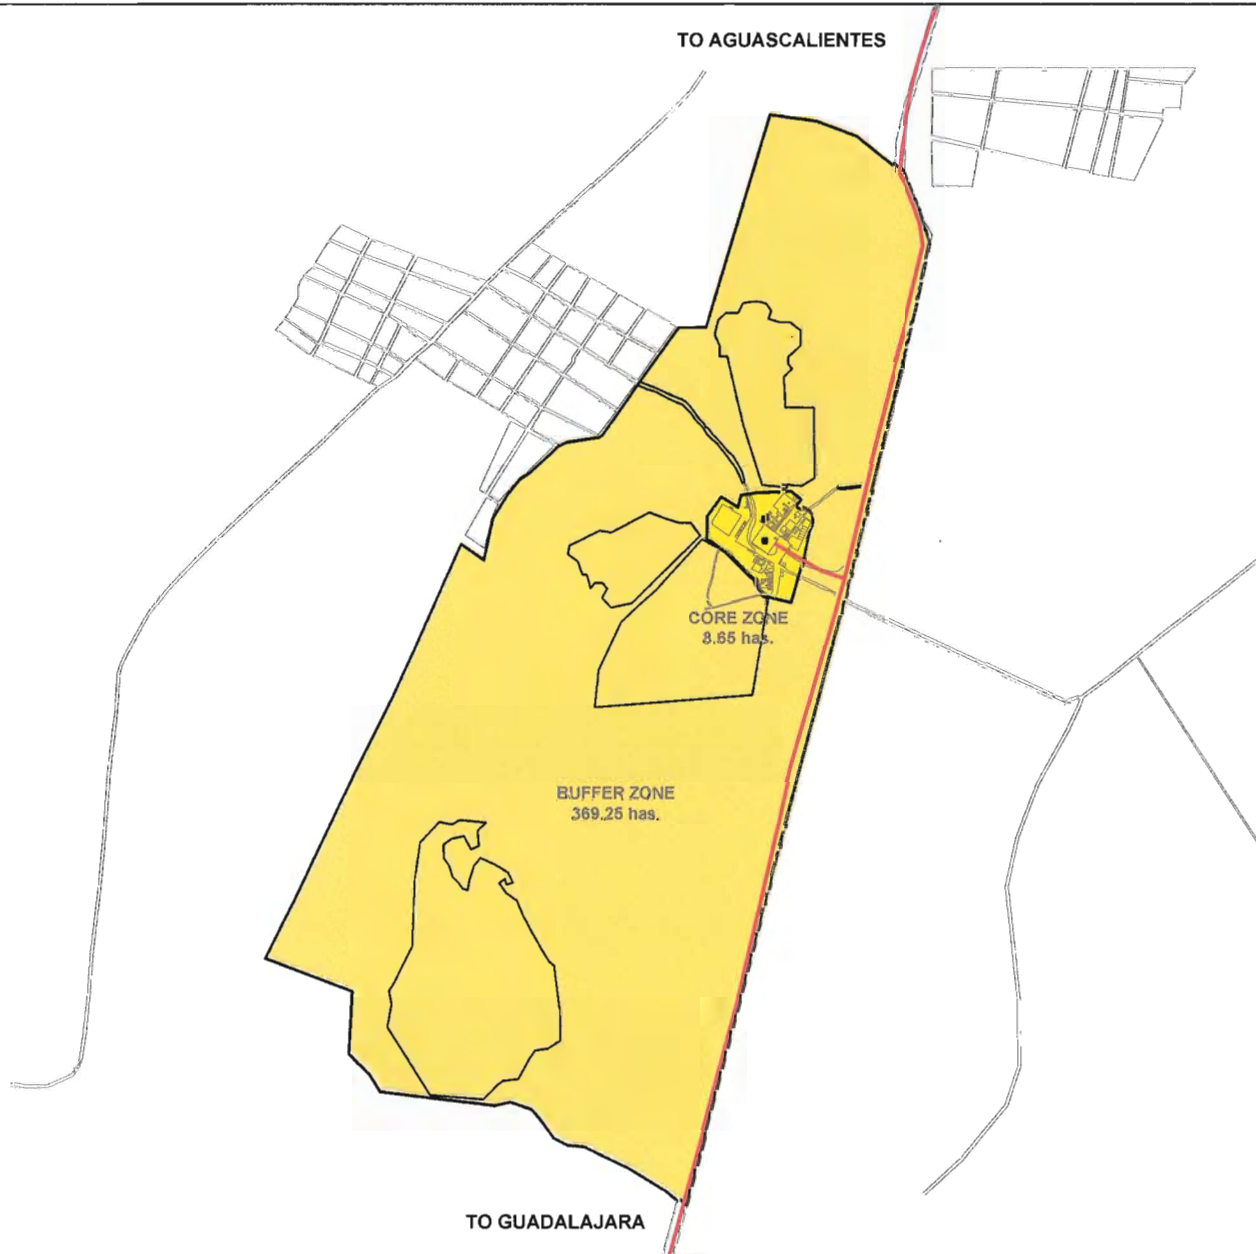 TO AGUASCALIENTES
CORE ZONE
8.65 has.
BUFFER ZONE
369.25 has.
TO GUADALAJARA